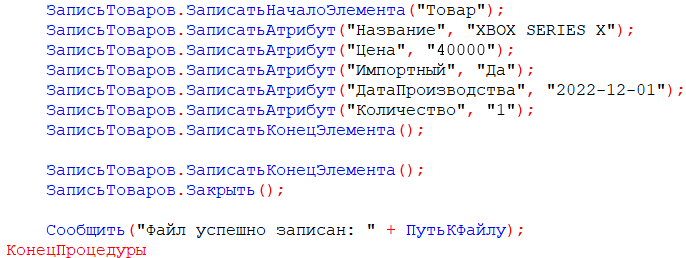 ЗаписьТоваров.ЗаписатьНачалоЭлемента("Товар");
ЗаписьТоваров.ЗаписатьАтрибут("Название", "XBOX SERIES X");
ЗаписьТоваров.ЗаписатьАтрибут("Цена", "40000");
ЗаписьТоваров.ЗаписатьАтрибут("Импортный", "Да");
ЗаписьТоваров.ЗаписатьАтрибут("ДатаПроизводства", "2022-12-01");
ЗаписьТоваров.ЗаписатьАтрибут("Количество", "1");
ЗаписьТоваров.ЗаписатьКонецЭлемента();
ЗаписьТоваров.ЗаписатьКонецЭлемента();
ЗаписьТоваров.Закрыть();
Сообщить("Файл успешно записан: " + ПутьКФайлу);
КонецПроцедуры